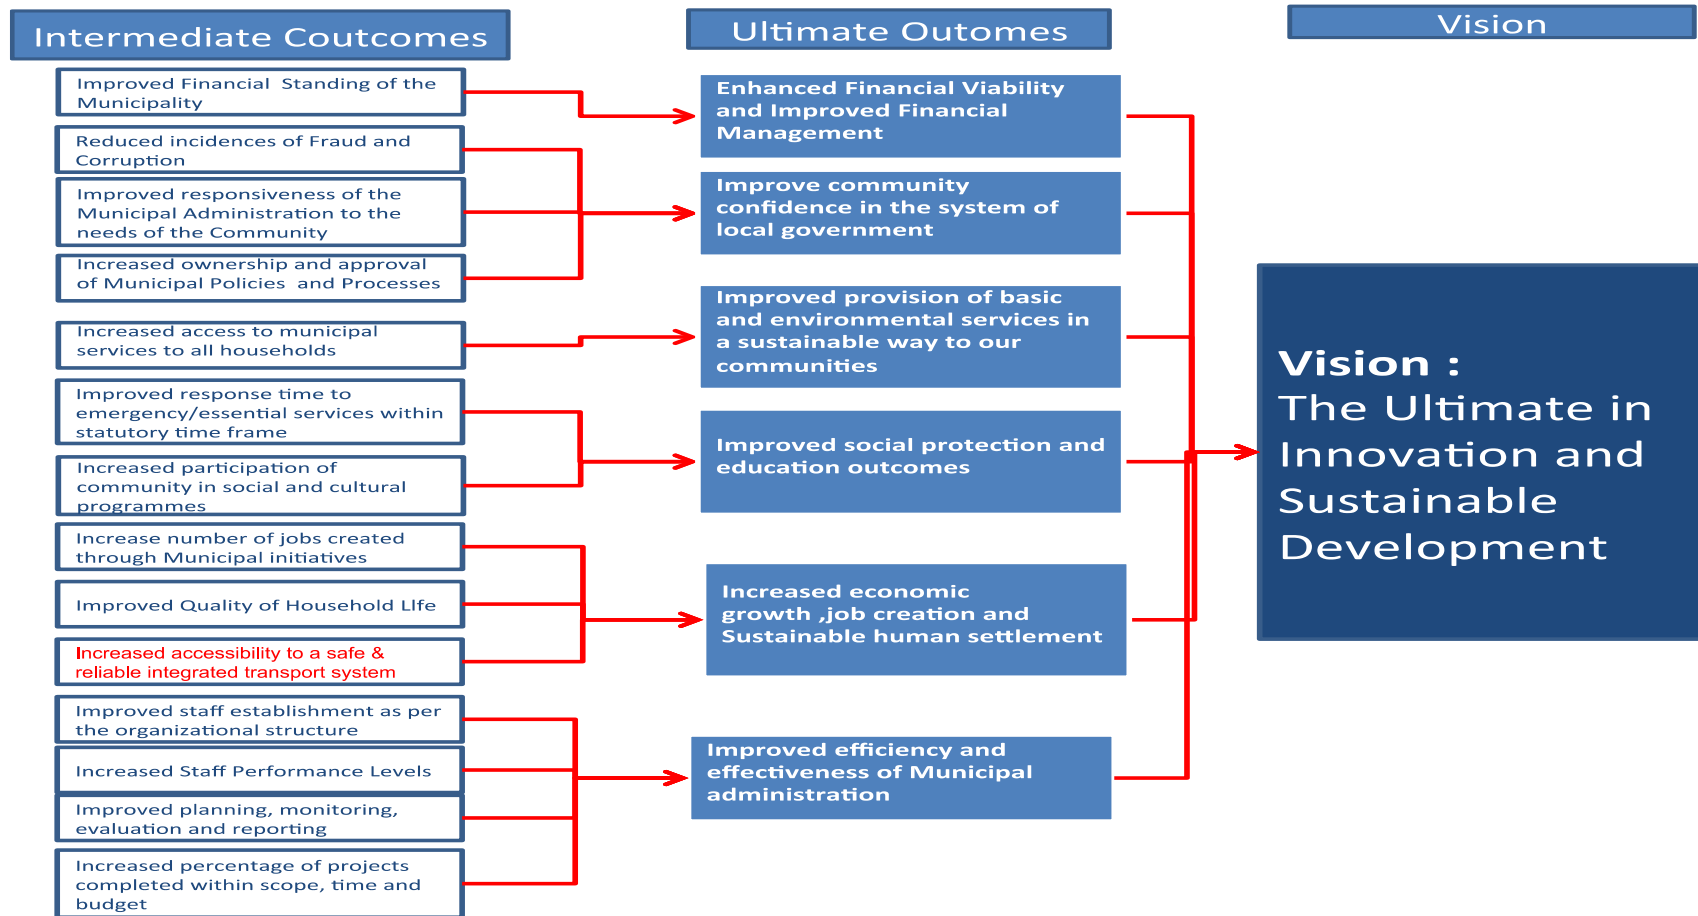 Intermediate Coutcomes
Improved Financial  Standing of the
Municipality
Reduced incidences of Fraud and
Corruption
Improved responsiveness of the
Municipal Administration to the
needs of the Community
Increased ownership and approval
of Municipal Policies  and Processes
Increased access to municipal
services to all households
Improved response time to
emergency/essential services within
statutory time frame
Increased participation of
community in social and cultural
programmes
Increase number of jobs created
through Municipal initiatives
Improved Quality of Household LIfe
Increased accessibility to a safe &
reliable integrated transport system
Improved staff establishment as per
the organizational structure
Increased Staff Performance Levels
Improved planning, monitoring,
evaluation and reporting
Increased percentage of projects
completed within scope, time and
budget
Ultimate Outomes
Enhanced Financial Viability
and Improved Financial
Management
Improve community
confidence in the system of
local government
Improved provision of basic
and environmental services in
a sustainable way to our
communities
Improved social protection and
education outcomes
Increased economic
growth ,job creation and
Sustainable human settlement
Improved efficiency and
effectiveness of Municipal
administration
Vision
Vision :
The Ultimate in
Innovation and
Sustainable
Development